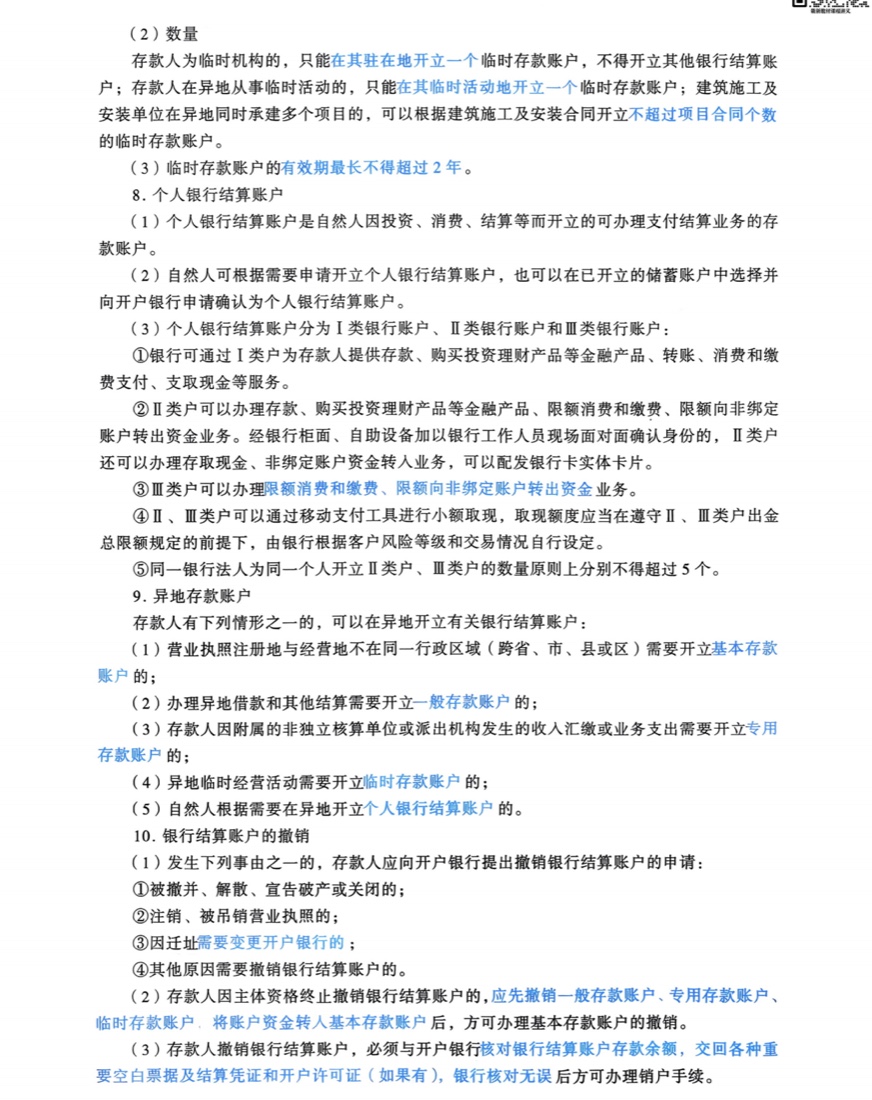 （2）数量
存款人为临时机构的，只能在其驻在地开立一个临时存款账户，不得开立其他银行结算账
户；存款人在异地从事临时活动的，只能在其临时活动地开立一个临时存款账户；建筑施工及
安装单位在异地同时承建多个项目的，可以根据建筑施工及安装合同开立不超过项目合同个数
的临时存款账户。
（3）临时存款账户的有效期最长不得超过 2 年。
8. 个人银行结算账户
（1）个人银行结算账户是自然人因投资、消费、结算等而开立的可办理支付结算业务的存
款账户。
（2）自然人可根据需要申请开立个人银行结算账户，也可以在已开立的储蓄账户中选择并
向开户银行申请确认为个人银行结算账户。
（3）个人银行结算账户分为Ⅰ类银行账户、Ⅱ类银行账户和Ⅲ类银行账户：
①银行可通过Ⅰ类户为存款人提供存款、购买投资理财产品等金融产品、转账、消费和缴
费支付、支取现金等服务。
②Ⅱ类户可以办理存款、购买投资理财产品等金融产品、限额消费和缴费、限额向非绑定
账户转出资金业务。经银行柜面、自助设备加以银行工作人员现场面对面确认身份的，Ⅱ类户
还可以办理存取现金、非绑定账户资金转入业务，可以配发银行卡实体卡片。
③Ⅲ类户可以办理限额消费和缴费、限额向非绑定账户转出资金业务。
④Ⅱ、Ⅲ类户可以通过移动支付工具进行小额取现，取现额度应当在遵守Ⅱ、Ⅲ类户出金
总限额规定的前提下，由银行根据客户风险等级和交易情况自行设定。
⑤同一银行法人为同一个人开立Ⅱ类户、Ⅲ类户的数量原则上分别不得超过 5 个。
9. 异地存款账户
存款人有下列情形之一的，可以在异地开立有关银行结算账户：
（1）营业执照注册地与经营地不在同一行政区域（跨省、市、县或区）需要开立基本存款
账户的；
（2）办理异地借款和其他结算需要开立一般存款账户的；
（3）存款人因附属的非独立核算单位或派出机构发生的收入汇缴或业务支出需要开立专用
存款账户的；
（4）异地临时经营活动需要开立临时存款账户的；
（5）自然人根据需要在异地开立个人银行结算账户的。
10. 银行结算账户的撤销
（1）发生下列事由之一的，存款人应向开户银行提出撤销银行结算账户的申请：
①被撤并、解散、宣告破产或关闭的；
②注销、被吊销营业执照的；
③因迁址需要变更开户银行的；
④其他原因需要撤销银行结算账户的。
（2）存款人因主体资格终止撤销银行结算账户的，应先撤销一般存款账户、专用存款账户、
临时存款账户，将账户资金转入基本存款账户后，方可办理基本存款账户的撤销。
（3）存款人撤销银行结算账户，必须与开户银行核对银行结算账户存款余额，交回各种重
要空白票据及结算凭证和开户许可证（如果有），银行核对无误后方可办理销户手续。